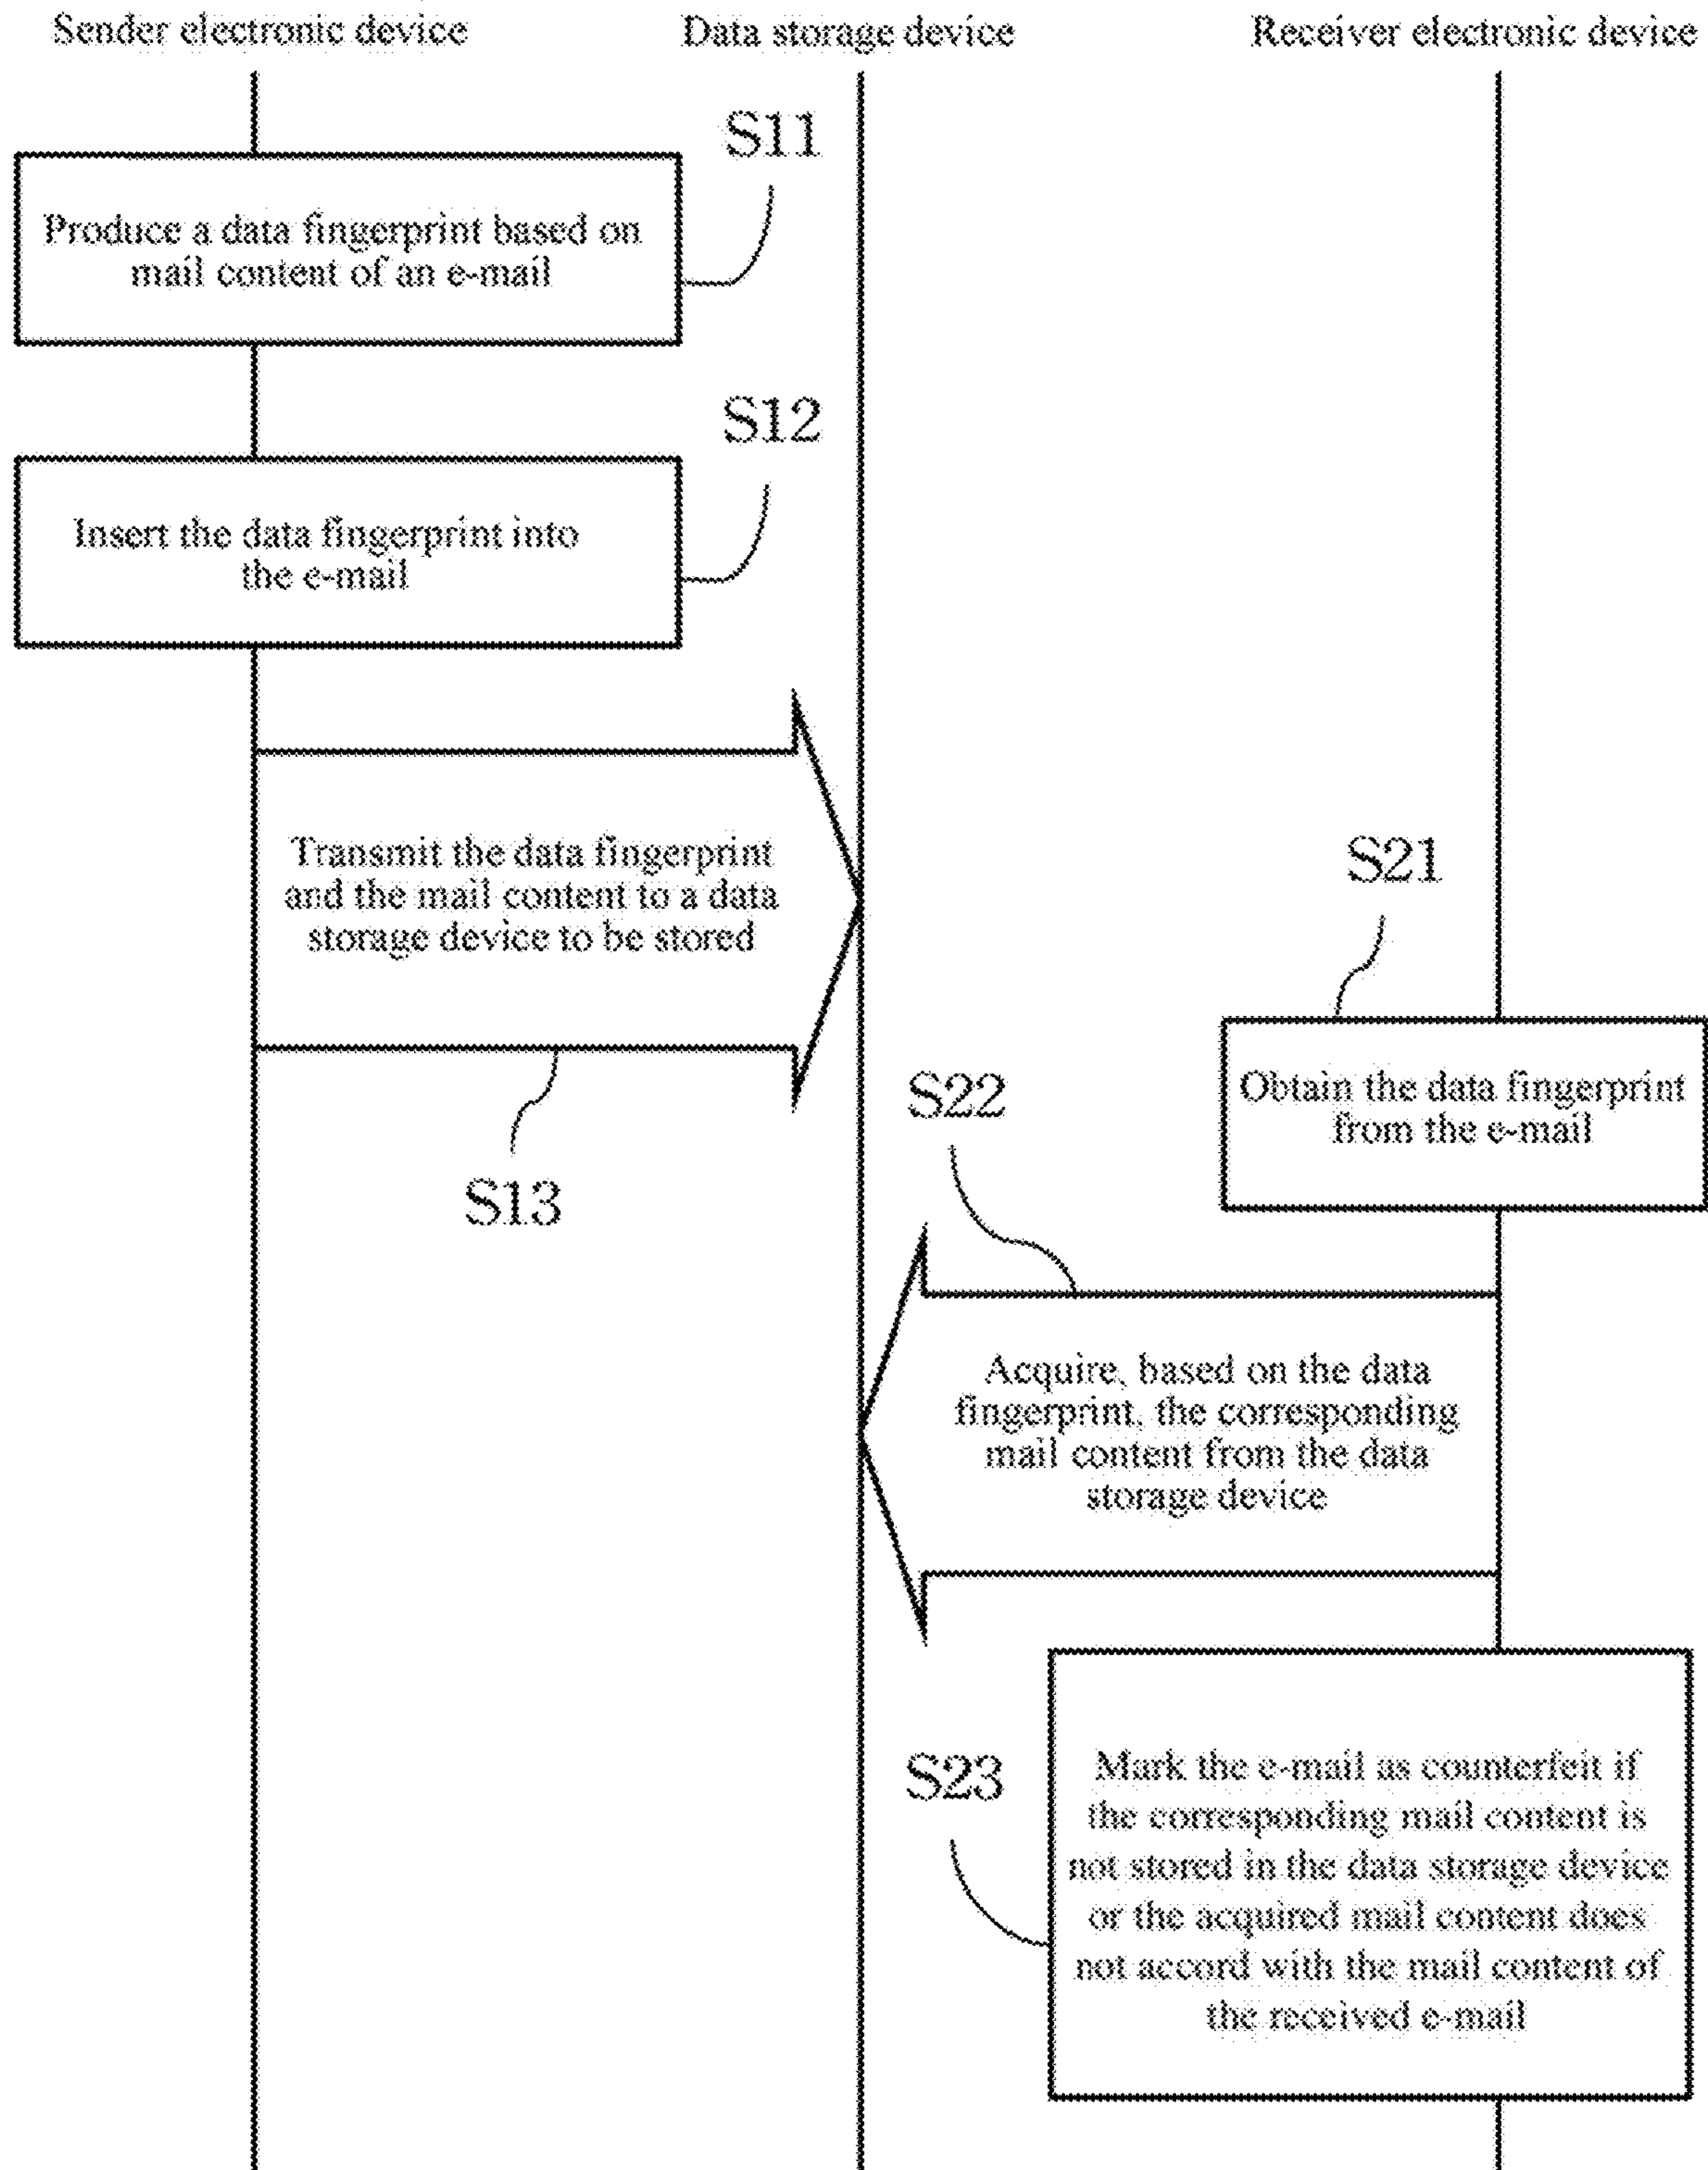 Sender electronic device
Data storage device
Receiver electronic device
S11
Produce a data fingerprint based on
mail content of an e-mail
S12
Insert the data fingerprint into
the e-mail
Transmit the data fingerprint
and the mail content to a data
storage device to be stored
S13
S21
Obtain the data fingerprint
from the e-mail
S22
Acquire, based on the data
fingerprint, the corresponding
mail content from the data
storage device
S23
Mark the e-mail as counterfeit if
the corresponding mail content is
not stored in the data storage device
or the acquired mail content does
not accord with the mail content of
the received e-mail